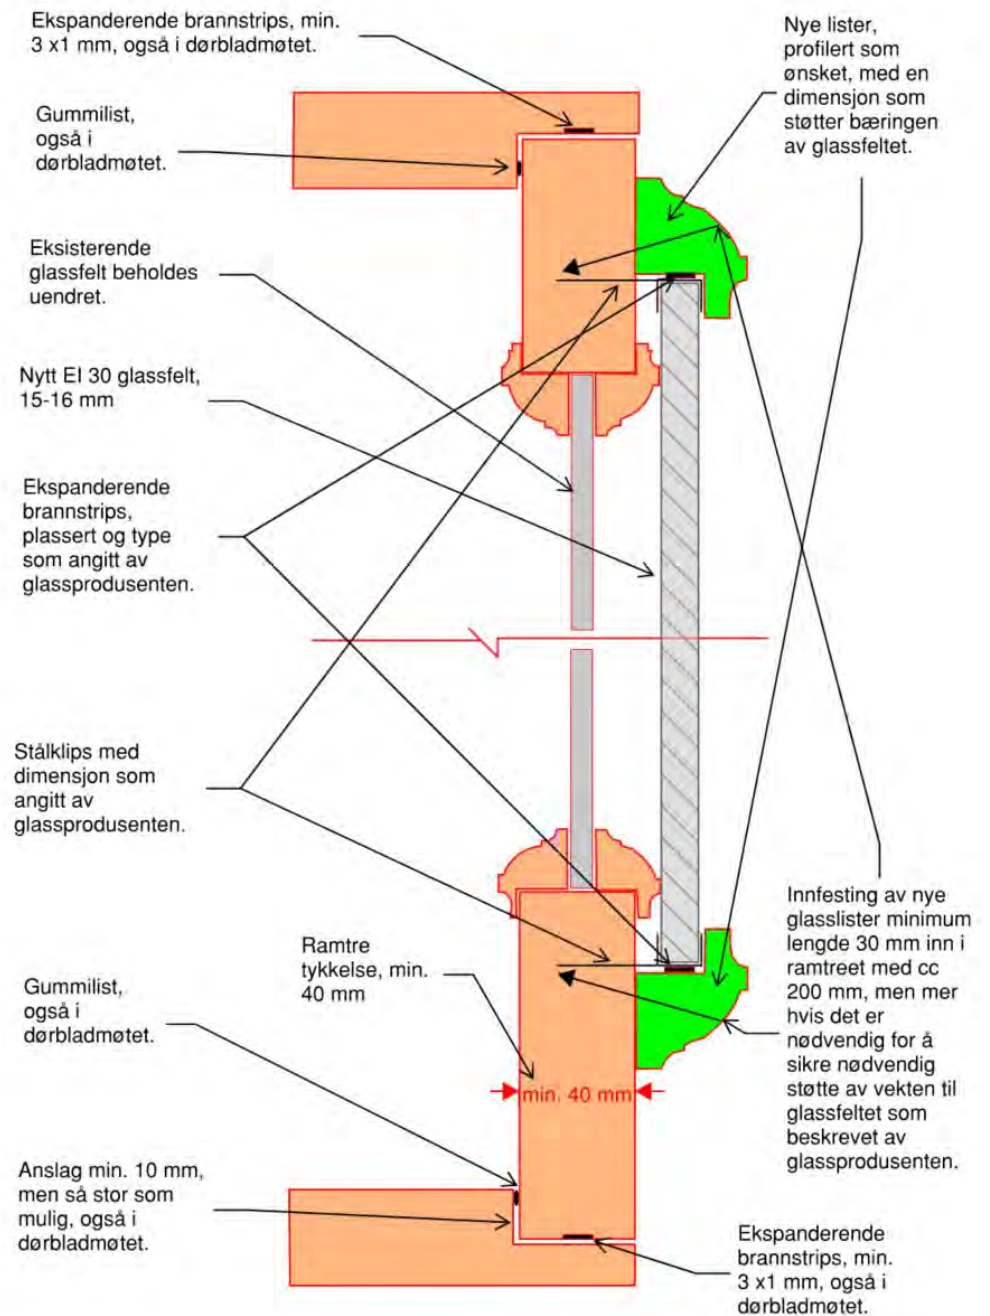 Ekspanderende brannstrips, min.
3 x1 mm, også i dørbladmøtet.
Nye lister,
profilert som
ønsket, med en
dimensjon som
støtter bæringen
av glassfeltet.
Gummilist,
også i
dørbladmøtet.
Eksisterende
glassfelt beholdes
uendret.
Nytt EI 30 glassfelt,
15-16 mm
Ekspanderende
brannstrips,
plassert og type
som angitt av
glassprodusenten.
Stålklips med
dimensjon som
angitt av
glassprodusenten.
Innfesting av nye
glasslister minimum
lengde 30 mm inn i
ramtreet med cc
200 mm, men mer
hvis det er
nødvendig for å
sikre nødvendig
støtte av vekten til
glassfeltet som
beskrevet av
glassprodusenten.
Ramtre
tykkelse, min.
40 mm
Gummilist,
også i
dørbladmøtet.
min. 40 mm
Anslag min. 10 mm,
men så stor som
mulig, også i
dørbladmøtet.
Ekspanderende
brannstrips, min.
3 x1 mm, også i
dørbladmøtet.